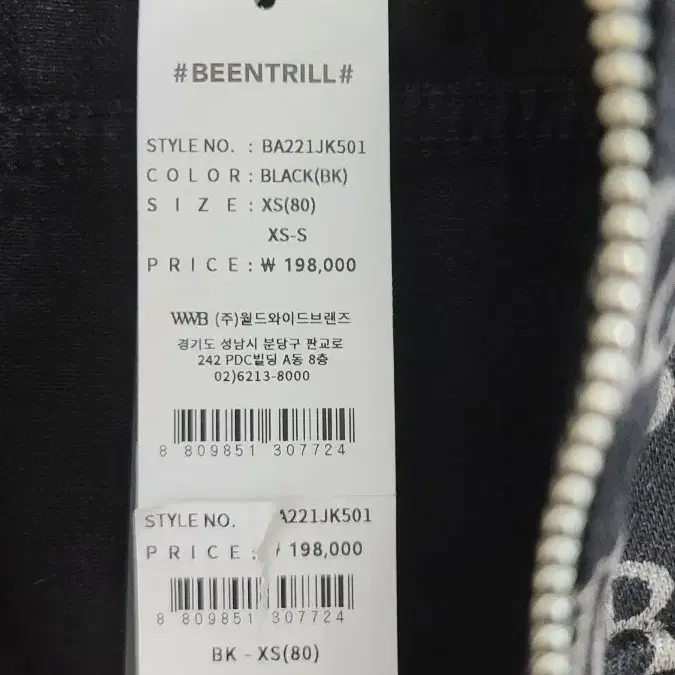 #BEENTRILL#
STYLE NO. : BA221JK501
COLOR : BLACK(BK)
SIZE : XS(80)
XS-S
PRICE : ₩ 198,000
WWB (주)월드와이드브랜즈
경기도 성남시 분당구 판교로
242 PDC빌딩 A동 8층
02)6213-8000
8 809851 307724
STYLE NO. A221JK501
PRICE : ₩ 198,000
8 809851 307724
BK - XS(80)
B